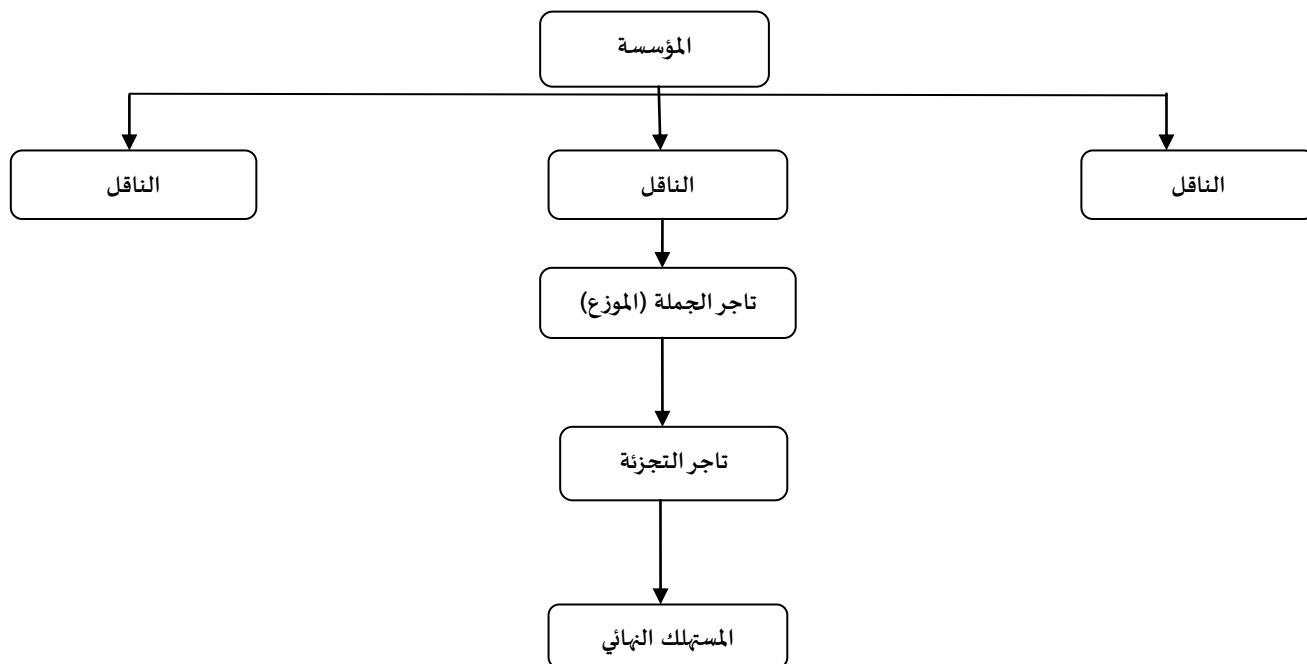 المؤسسة
الناقل
الناقل
الناقل
تاجر الجملة (الموزع)
تاجر التجزئة
المستهلك النهائي